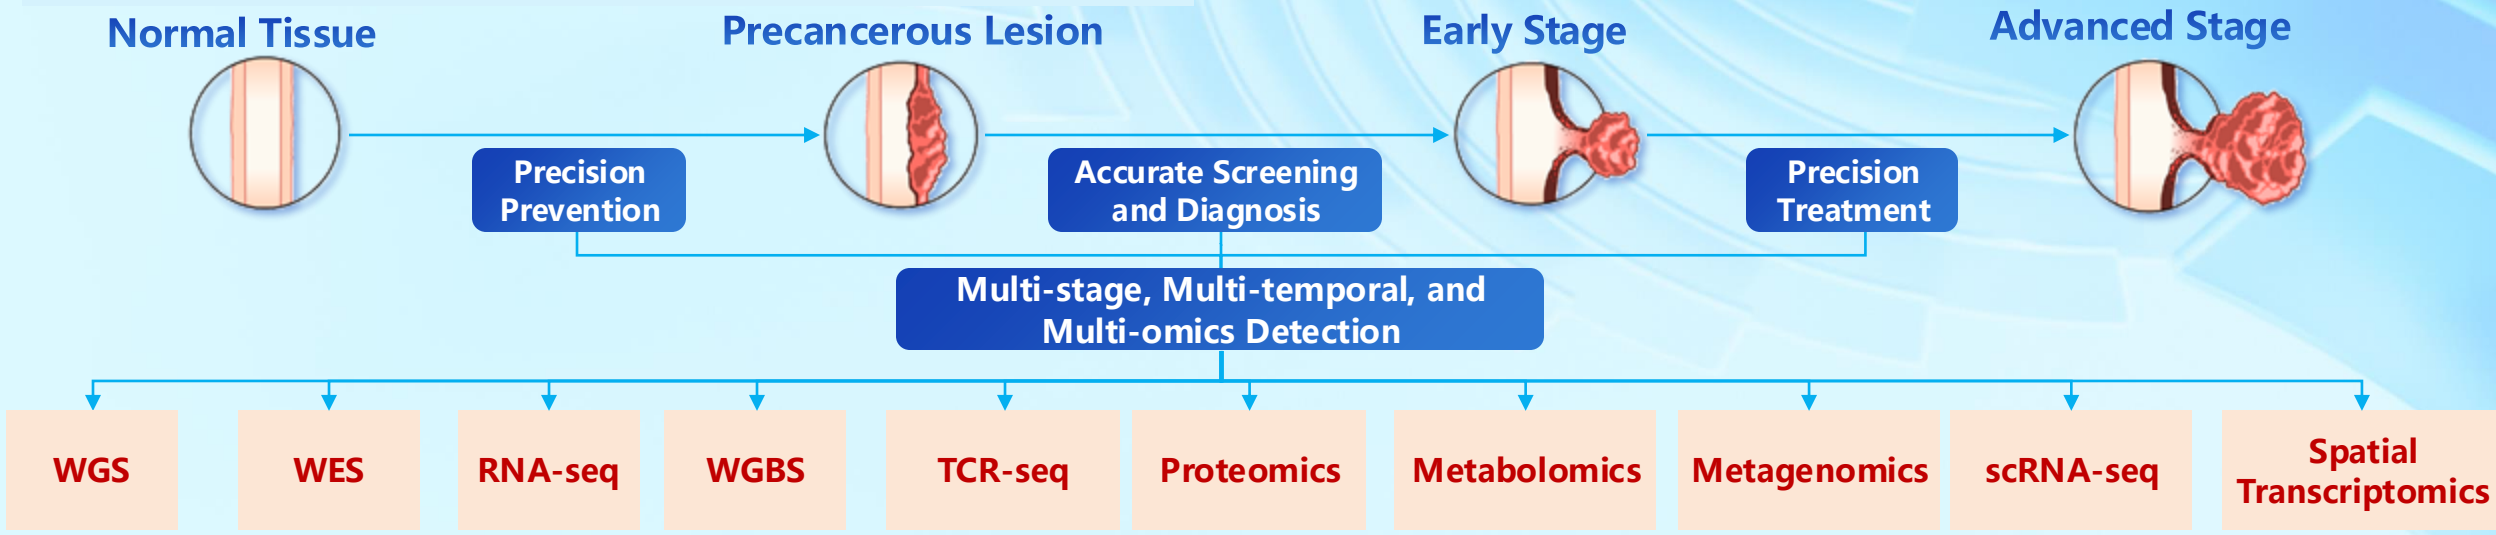 Normal Tissue
Precancerous Lesion
Early Stage
Advanced Stage
Precision
Prevention
Accurate Screening
and Diagnosis
Precision
Treatment
Multi-stage, Multi-temporal, and
Multi-omics Detection
WGS
WES
RNA-seq
WGBS
TCR-seq
Proteomics
Metabolomics
Metagenomics
scRNA-seq
Spatial
Transcriptomics